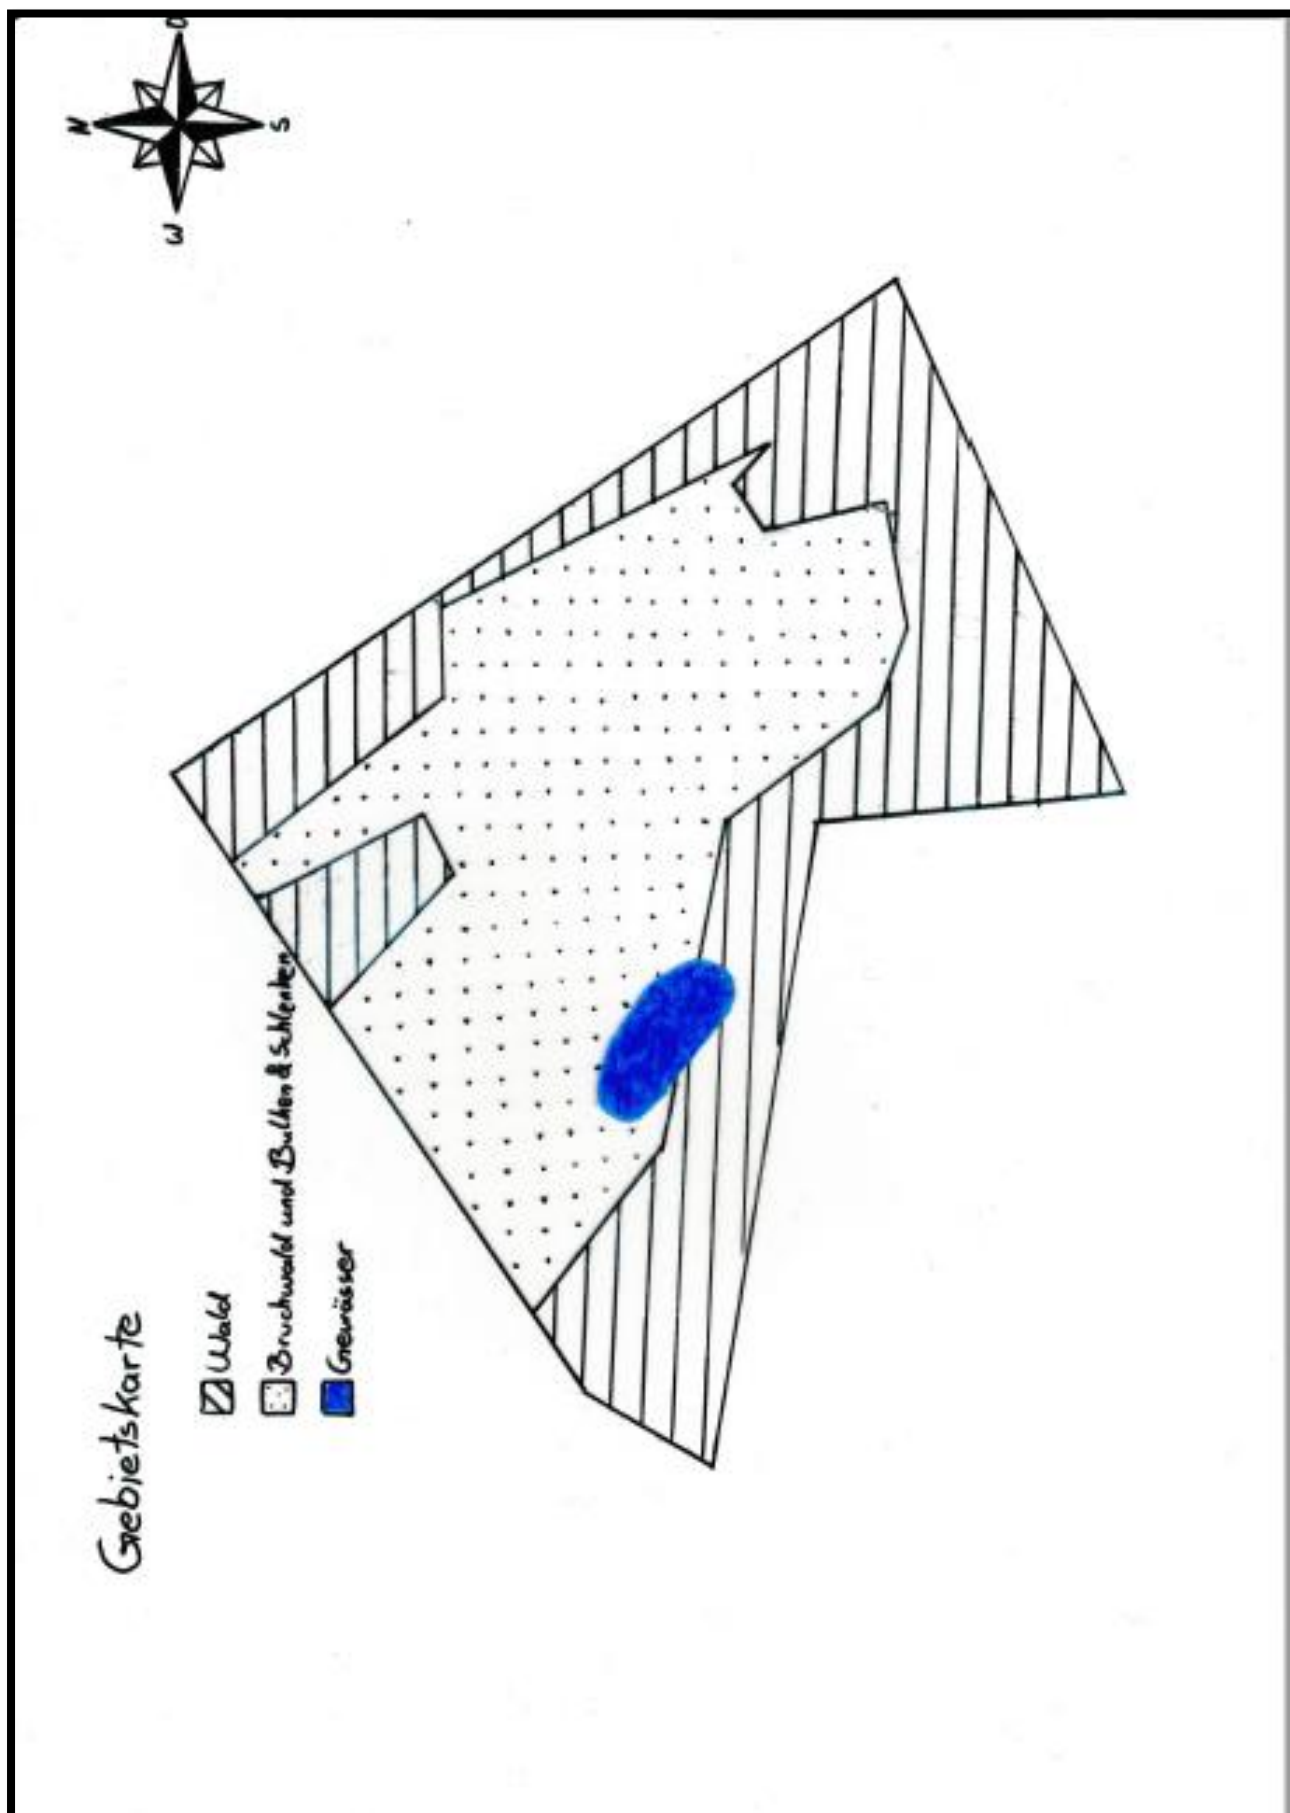 Gebietskarte
Wald
Bruchwald und Bulten & Schlenken
Gewässer
N
O
S
W